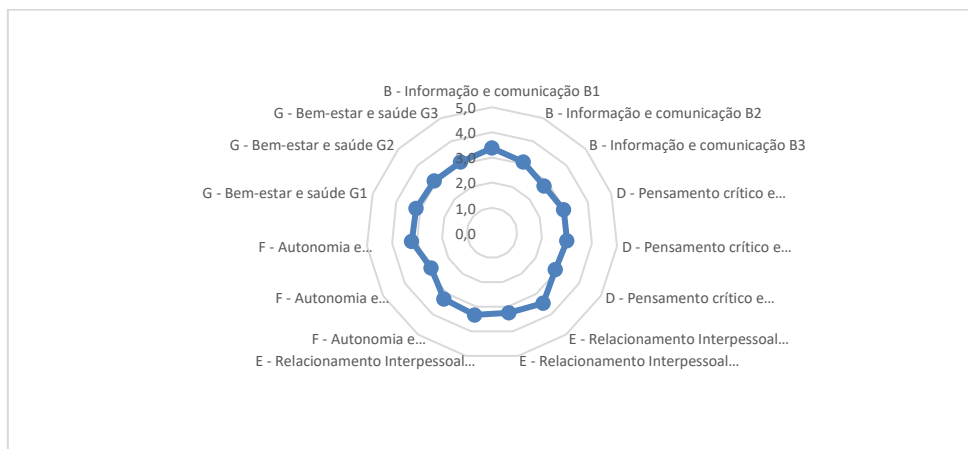 B - Informação e comunicação B1
B - Informação e comunicação B2
B - Informação e comunicação B3
D - Pensamento crítico e...
D - Pensamento crítico e...
D - Pensamento crítico e...
E - Relacionamento Interpessoal...
E - Relacionamento Interpessoal...
E - Relacionamento Interpessoal...
F - Autonomia e...
F - Autonomia e...
F - Autonomia e...
G - Bem-estar e saúde G1
G - Bem-estar e saúde G2
G - Bem-estar e saúde G3
5,0
4,0
3,0
2,0
1,0
0,0